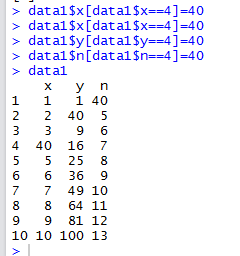 > data1$x[data1$x==4]=40
> data1$x[data1$x==4]=40
> data1$y[data1$y==4]=40
> data1$n[data1$n==4]=40
> data1
    x   y  n
1   1   1 40
2   2  40  5
3   3   9  6
4  40  16  7
5   5  25  8
6   6  36  9
7   7  49 10
8   8  64 11
9   9  81 12
10 10 100 13
>